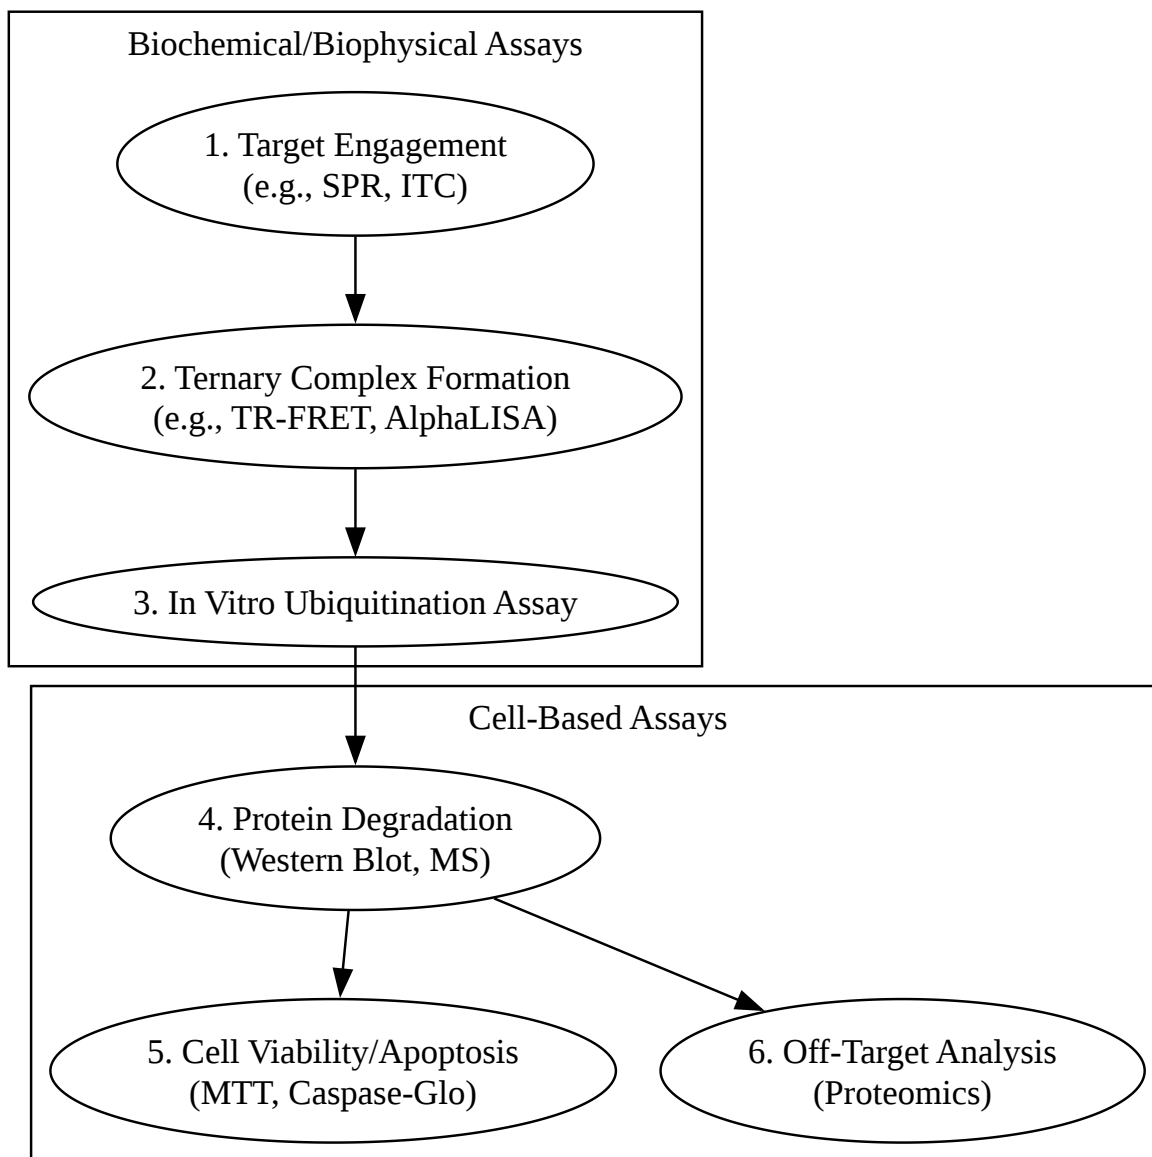 Biochemical/Biophysical Assays
1. Target Engagement
(e.g., SPR, ITC)
2. Ternary Complex Formation
(e.g., TR-FRET, AlphaLISA)
3. In Vitro Ubiquitination Assay
Cell-Based Assays
4. Protein Degradation
(Western Blot, MS)
5. Cell Viability/Apoptosis
(MTT, Caspase-Glo)
6. Off-Target Analysis
(Proteomics)